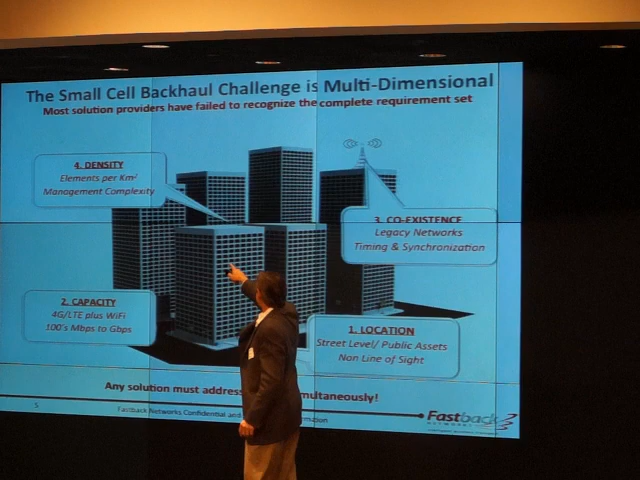 The Small Cell Backhaul Challenge is Multi-Dimensional
Most solution providers have failed to recognize the complete requirement set
4. DENSITY
Elements per Km²
Management Complexity
3. CO-EXISTENCE
Legacy Networks
Timing & Synchronization
2. CAPACITY
4G/LTE plus WiFi
100's Mbps to Gbps
1. LOCATION
Street Level/ Public Assets
Non Line of Sight
Any solution must address multaneously!
5
Fastback Networks Confidential and rmation
Fastback
NETWORKS